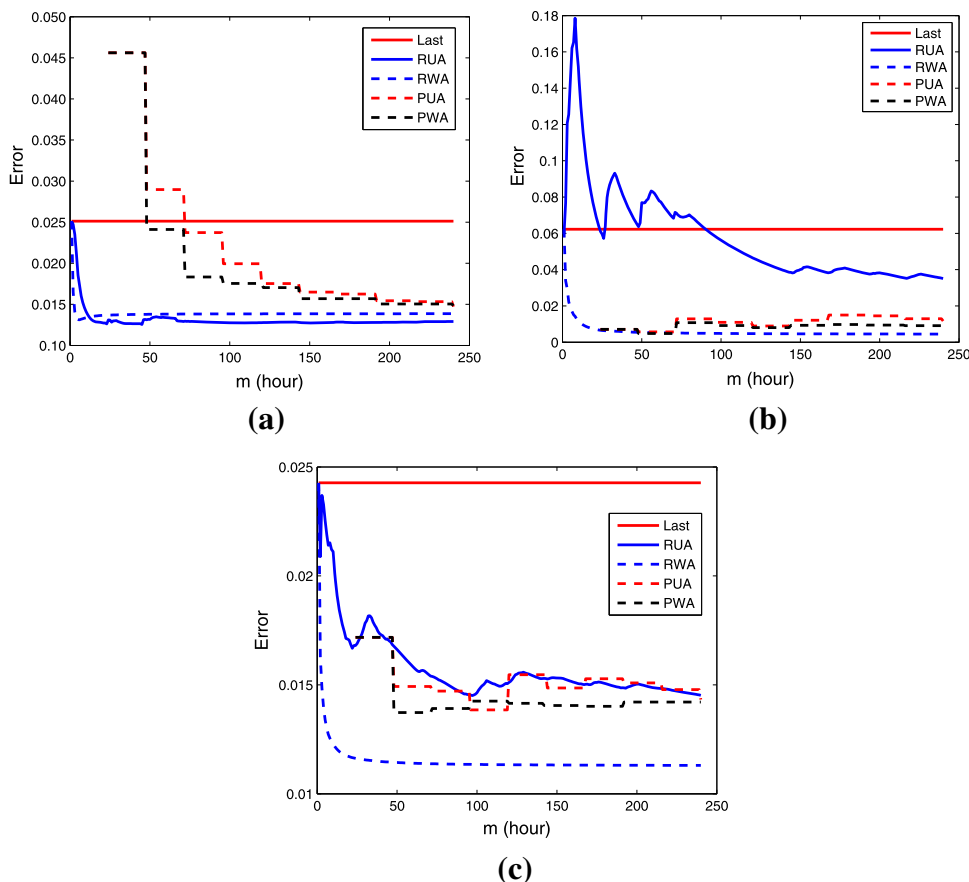 0.050
0.045
0.040
0.035
0.030
0.025
0.020
0.015
0.10
Error
0
50
100
150
200
250
m (hour)
Last
RUA
RWA
PUA
PWA
(a)
0.18
0.16
0.14
0.12
0.1
0.08
0.06
0.04
0.02
0
Error
0
50
100
150
200
250
m (hour)
Last
RUA
RWA
PUA
PWA
(b)
0.025
0.02
0.015
0.01
Error
0
50
100
150
200
250
m (hour)
Last
RUA
RWA
PUA
PWA
(c)